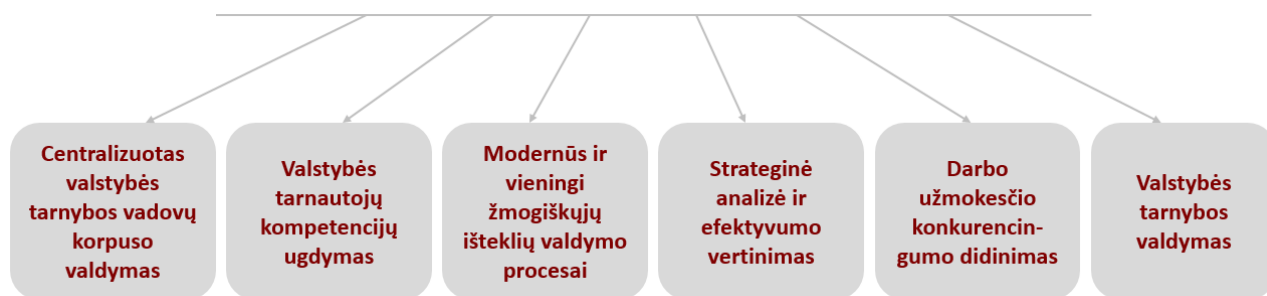 Centralizuotas
valstybės
tarnybos vadovų
korpuso
valdymas
Valstybės
tarnautojų
kompetencijų
ugdymas
Modernūs ir
vieningi
žmogiškųjų
išteklių valdymo
procesai
Strateginė
analizė ir
efektyvumo
vertinimas
Darbo
užmokesčio
konkurencin-
gumo didinimas
Valstybės
tarnybos
valdymas